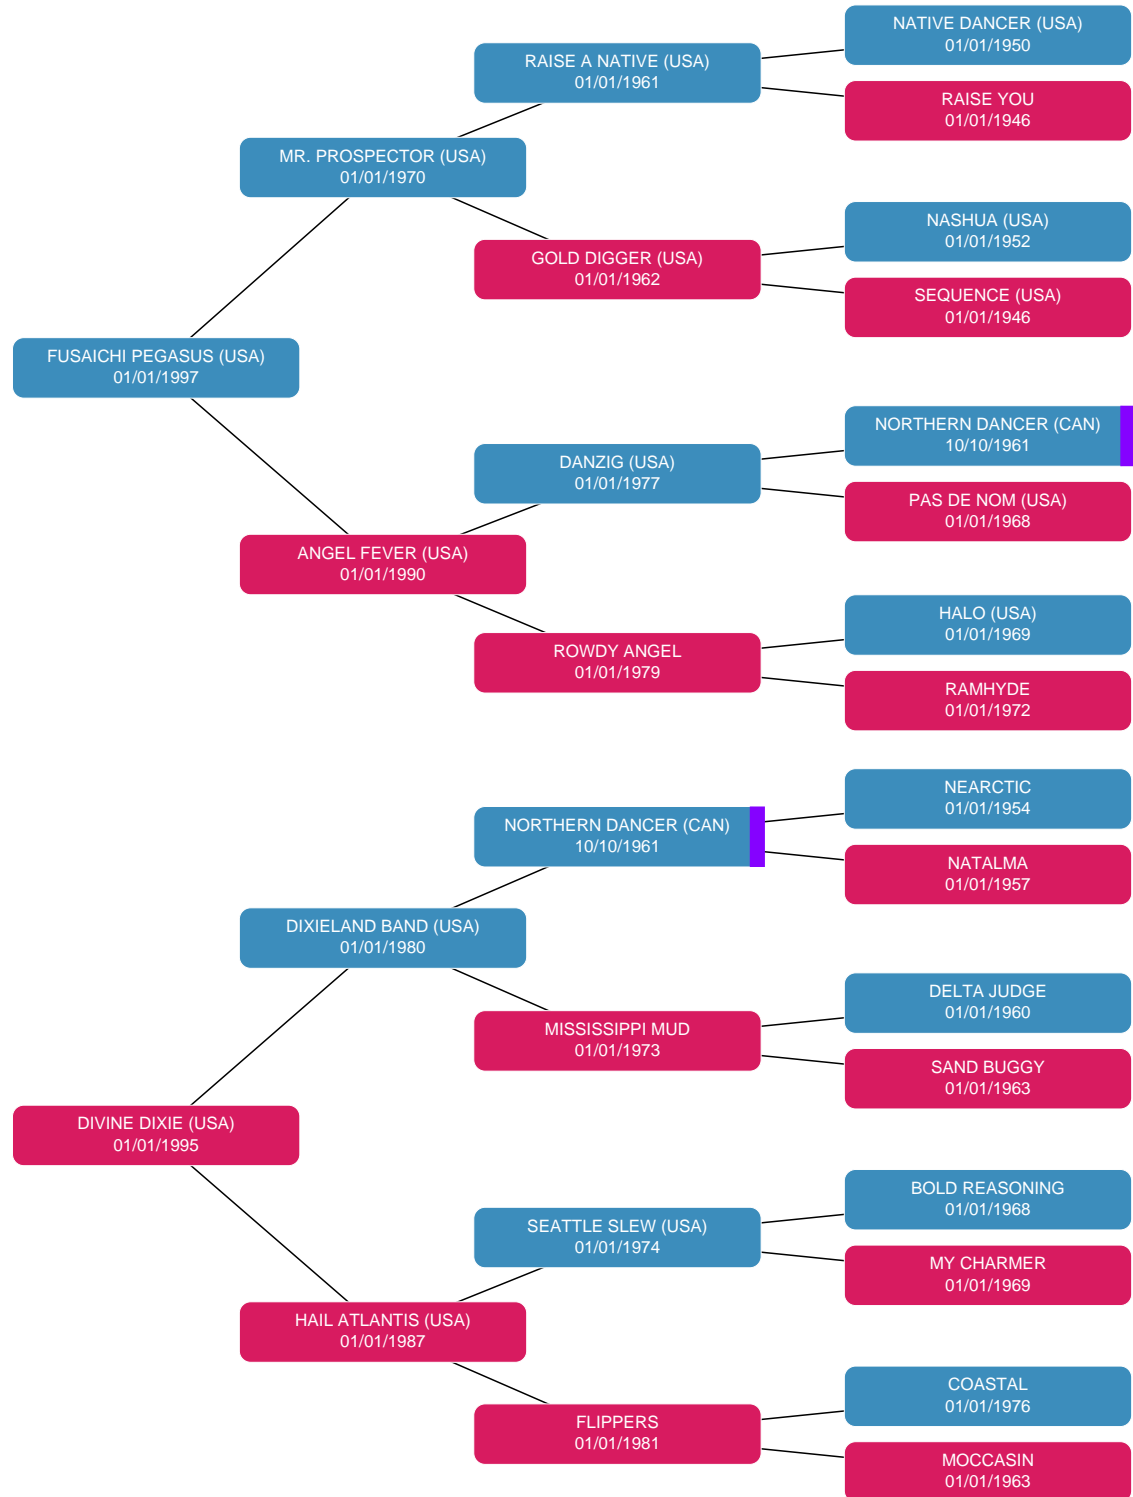 NATIVE DANCER (USA)
01/01/1950
RAISE A NATIVE (USA)
01/01/1961
RAISE YOU
01/01/1946
MR. PROSPECTOR (USA)
01/01/1970
NASHUA (USA)
01/01/1952
GOLD DIGGER (USA)
01/01/1962
SEQUENCE (USA)
01/01/1946
FUSAICHI PEGASUS (USA)
01/01/1997
NORTHERN DANCER (CAN)
10/10/1961
DANZIG (USA)
01/01/1977
PAS DE NOM (USA)
01/01/1968
ANGEL FEVER (USA)
01/01/1990
HALO (USA)
01/01/1969
ROWDY ANGEL
01/01/1979
RAMHYDE
01/01/1972
NEARCTIC
01/01/1954
NORTHERN DANCER (CAN)
10/10/1961
NATALMA
01/01/1957
DIXIELAND BAND (USA)
01/01/1980
DELTA JUDGE
01/01/1960
MISSISSIPPI MUD
01/01/1973
SAND BUGGY
01/01/1963
DIVINE DIXIE (USA)
01/01/1995
BOLD REASONING
01/01/1968
SEATTLE SLEW (USA)
01/01/1974
MY CHARMER
01/01/1969
HAIL ATLANTIS (USA)
01/01/1987
COASTAL
01/01/1976
FLIPPERS
01/01/1981
MOCCASIN
01/01/1963